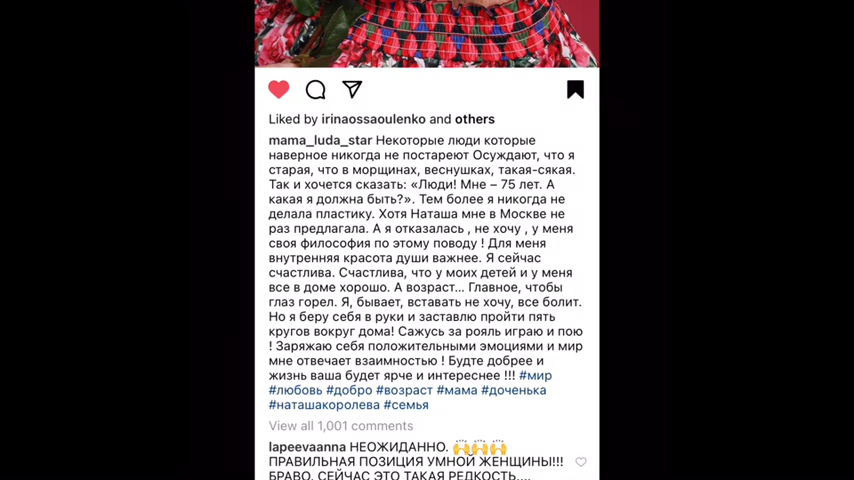 Liked by irinaossaoulenko and others
mama_luda_star Некоторые люди которые
наверное никогда не постареют Осуждают, что я
старая, что в морщинах, веснушках, такая-сякая.
Так и хочется сказать: «Люди! Мне – 75 лет. А
какая я должна быть?». Тем более я никогда не
делала пластику. Хотя Наташа мне в Москве не
раз предлагала. А я отказалась , не хочу , у меня
своя философия по этому поводу ! Для меня
внутренняя красота души важнее. Я сейчас
счастлива. Счастлива, что у моих детей и у меня
все в доме хорошо. А возраст... Главное, чтобы
глаз горел. Я, бывает, вставать не хочу, все болит.
Но я беру себя в руки и заставлю пройти пять
кругов вокруг дома! Сажусь за рояль играю и пою
! Заряжаю себя положительными эмоциями и мир
мне отвечает взаимностью ! Будте добрее и
жизнь ваша будет ярче и интереснее !!! #мир
#любовь #добро #возраст #мама #доченька
#наташакоролева #семья
View all 1,001 comments
lapeevaanna НЕОЖИДАННО. 🙌🙌🙌
ПРАВИЛЬНАЯ ПОЗИЦИЯ УМНОЙ ЖЕНЩИНЫ!!!
БРАВО. СЕЙЧАС ЭТО ТАКАЯ РЕДКОСТЬ....